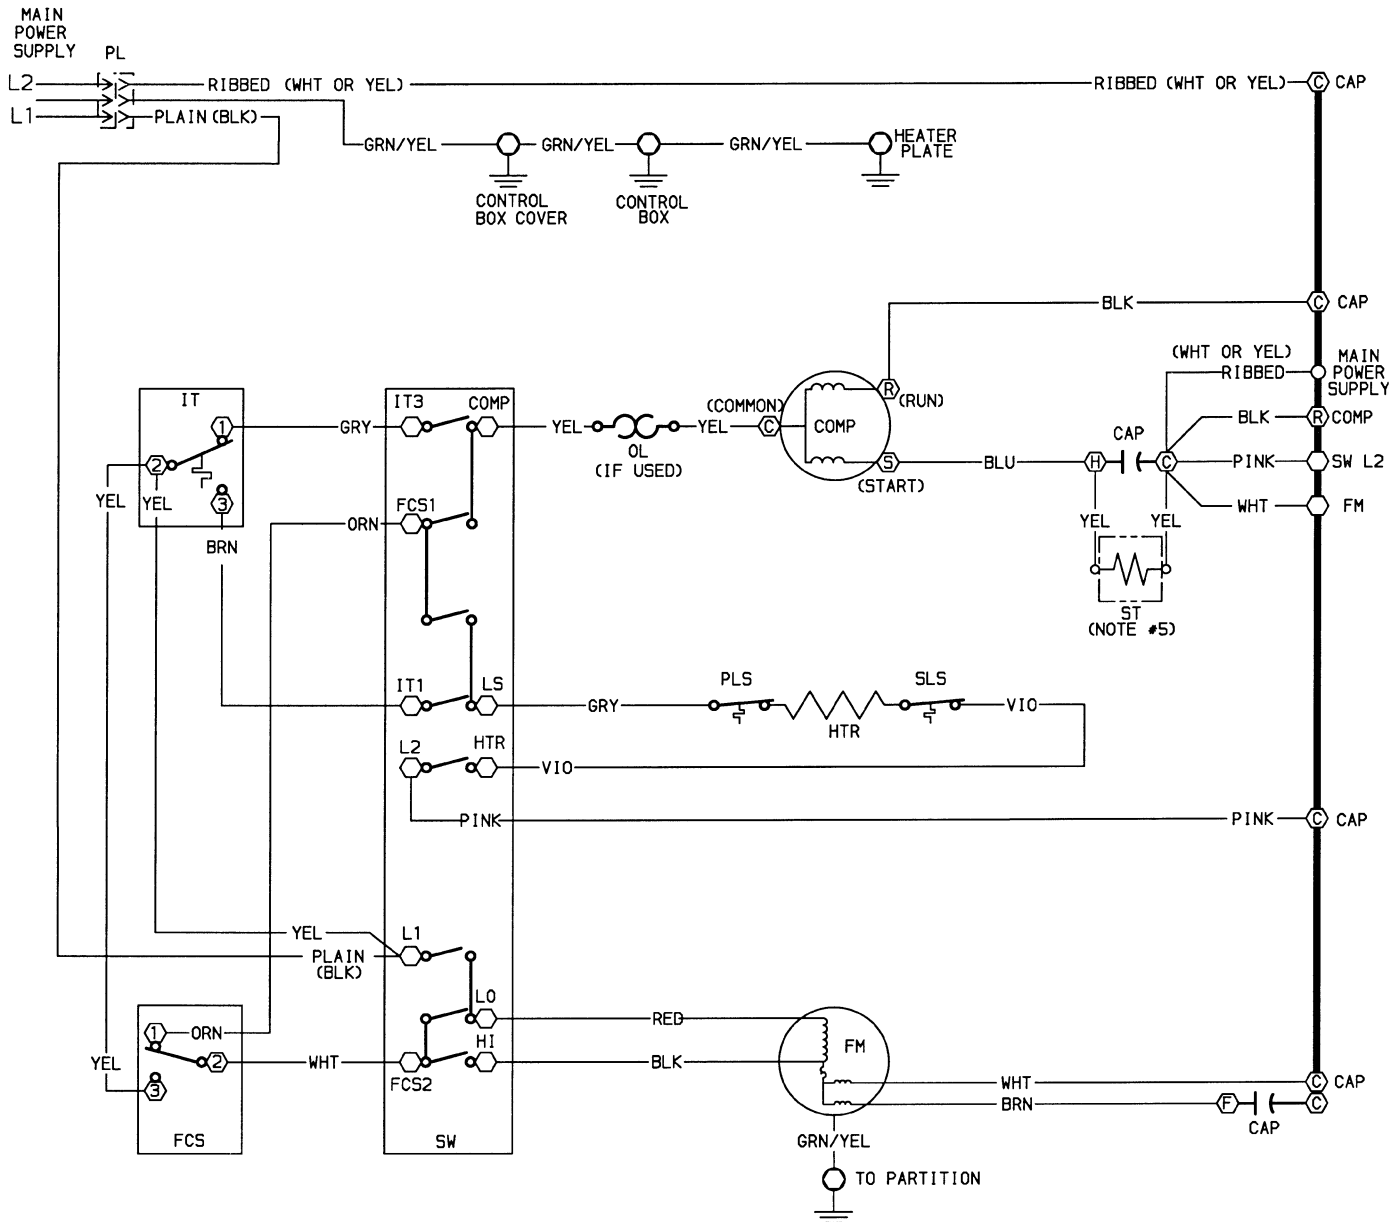 MAIN
POWER
SUPPLY
PL
L2
RIBBED (WHT OR YEL)
RIBBED (WHT OR YEL)
C CAP
L1
PLAIN(BLK)
GRN/YEL
GRN/YEL
GRN/YEL
HEATER
PLATE
CONTROL
BOX COVER
CONTROL
BOX
BLK
C CAP
(WHT OR YEL)
RIBBED
MAIN
POWER
SUPPLY
IT
IT3
COMP
(COMMON)
R
(RUN)
1
GRY
YEL
YEL
C
COMP
CAP
BLK
R COMP
OL
(IF USED)
2
S
(START)
BLU
H
C
PINK
SW L2
YEL
YEL
3
FCS1
ORN
YEL
YEL
WHT
FM
BRN
ST
(NOTE #5)
IT1
LS
GRY
PLS
SLS
HTR
VIO
L2
HTR
VIO
PINK
PINK
C CAP
YEL
L1
PLAIN
(BLK)
LO
RED
1
ORN
HI
FM
YEL
2
WHT
BLK
FCS2
3
WHT
C CAP
BRN
F
C
CAP
FCS
SW
GRN/YEL
TO PARTITION